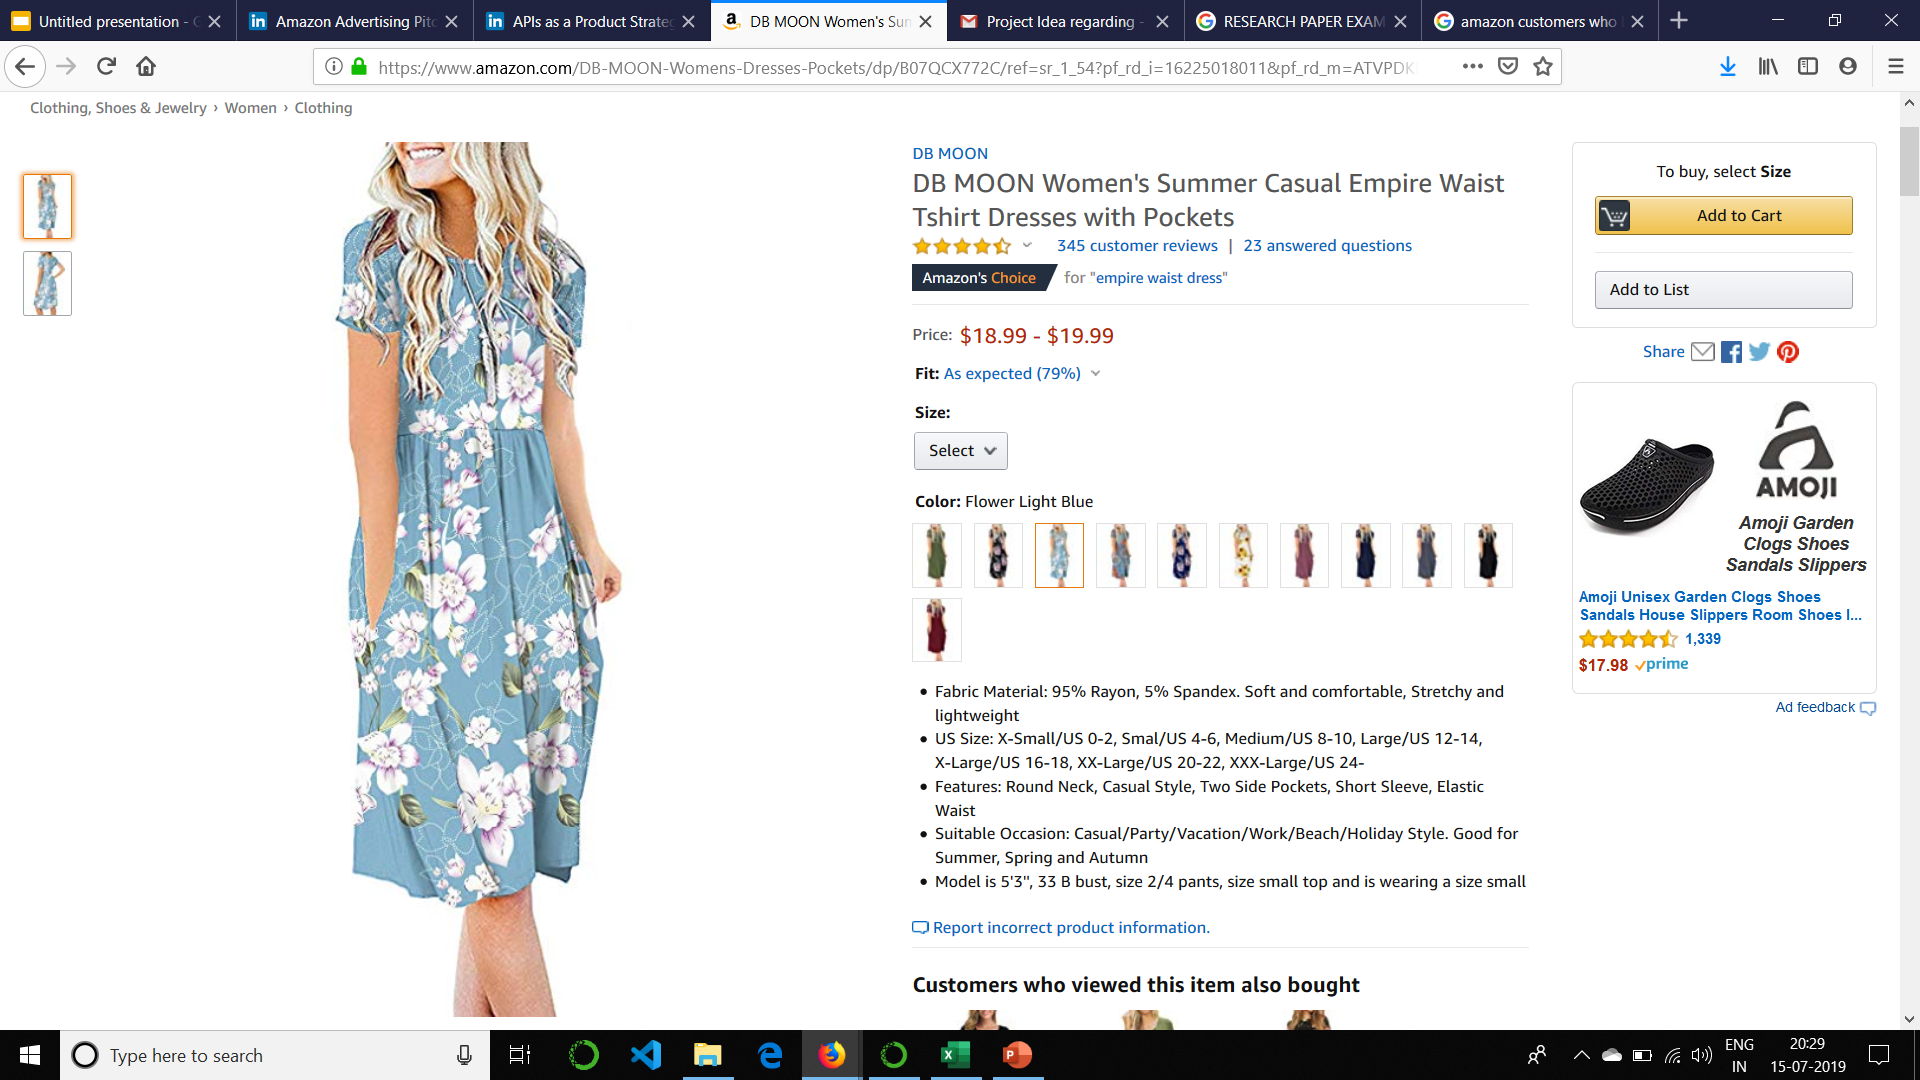 Untitled presentation - G
Amazon Advertising Pitc
APIs as a Product Strateg
DB MOON Women's Sum
Project Idea regarding -
RESEARCH PAPER EXAM
amazon customers who
https://www.amazon.com/DB-MOON-Womens-Dresses-Pockets/dp/B07QCX772C/ref=sr_1_54?pf_rd_i=16225018011&pf_rd_m=ATVPDK
Clothing, Shoes & Jewelry › Women › Clothing
DB MOON
DB MOON Women's Summer Casual Empire Waist
Tshirt Dresses with Pockets
345 customer reviews | 23 answered questions
Amazon's Choice for "empire waist dress"
Price: $18.99 - $19.99
Fit: As expected (79%)
Size:
Select
Color: Flower Light Blue
• Fabric Material: 95% Rayon, 5% Spandex. Soft and comfortable, Stretchy and
lightweight
• US Size: X-Small/US 0-2, Smal/US 4-6, Medium/US 8-10, Large/US 12-14,
X-Large/US 16-18, XX-Large/US 20-22, XXX-Large/US 24-
• Features: Round Neck, Casual Style, Two Side Pockets, Short Sleeve, Elastic
Waist
• Suitable Occasion: Casual/Party/Vacation/Work/Beach/Holiday Style. Good for
Summer, Spring and Autumn
• Model is 5'3", 33 B bust, size 2/4 pants, size small top and is wearing a size small
Report incorrect product information.
Customers who viewed this item also bought
To buy, select Size
Add to Cart
Add to List
Share
AMOJI
Amoji Garden
Clogs Shoes
Sandals Slippers
Amoji Unisex Garden Clogs Shoes
Sandals House Slippers Room Shoes I...
1,339
$17.98 prime
Ad feedback
Type here to search
ENG
IN
20:29
15-07-2019